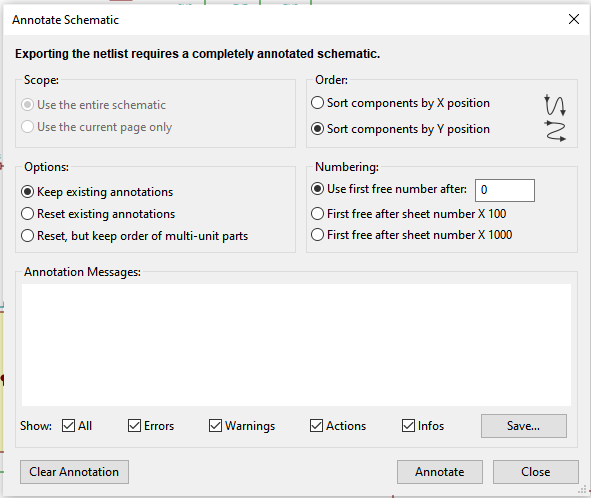 Annotate Schematic
Exporting the netlist requires a completely annotated schematic.
Scope:
Use the entire schematic
Use the current page only
Order:
Sort components by X position
Sort components by Y position
Options:
Keep existing annotations
Reset existing annotations
Reset, but keep order of multi-unit parts
Numbering:
Use first free number after: 0
First free after sheet number X 100
First free after sheet number X 1000
Annotation Messages:
Show: All Errors Warnings Actions Infos Save...
Clear Annotation Annotate Close